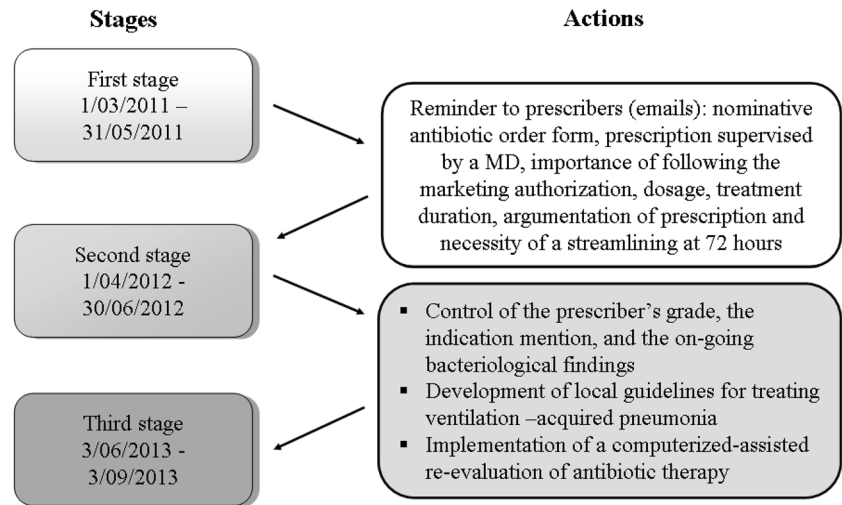 Stages
Actions
First stage
1/03/2011 –
31/05/2011
Reminder to prescribers (emails): nominative
antibiotic order form, prescription supervised
by a MD, importance of following the
marketing authorization, dosage, treatment
duration, argumentation of prescription and
necessity of a streamlining at 72 hours
Second stage
1/04/2012 -
30/06/2012
▪ Control of the prescriber’s grade, the
indication mention, and the on-going
bacteriological findings
▪ Development of local guidelines for treating
ventilation –acquired pneumonia
▪ Implementation of a computerized-assisted
re-evaluation of antibiotic therapy
Third stage
3/06/2013 -
3/09/2013